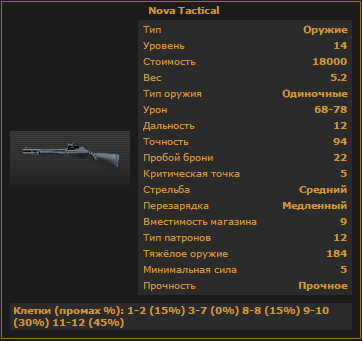 Nova Tactical
Тип Оружие
Уровень 14
Стоимость 18000
Вес 5.2
Тип оружия Одиночные
Урон 68-78
Дальность 12
Точность 94
Пробой брони 22
Критическая точка 5
Стрельба Средний
Перезарядка Медленный
Вместимость магазина 9
Тип патронов 12
Тяжёлое оружие 184
Минимальная сила 5
Прочность Прочное
Клетки (промах %): 1-2 (15%) 3-7 (0%) 8-8 (15%) 9-10
(30%) 11-12 (45%)